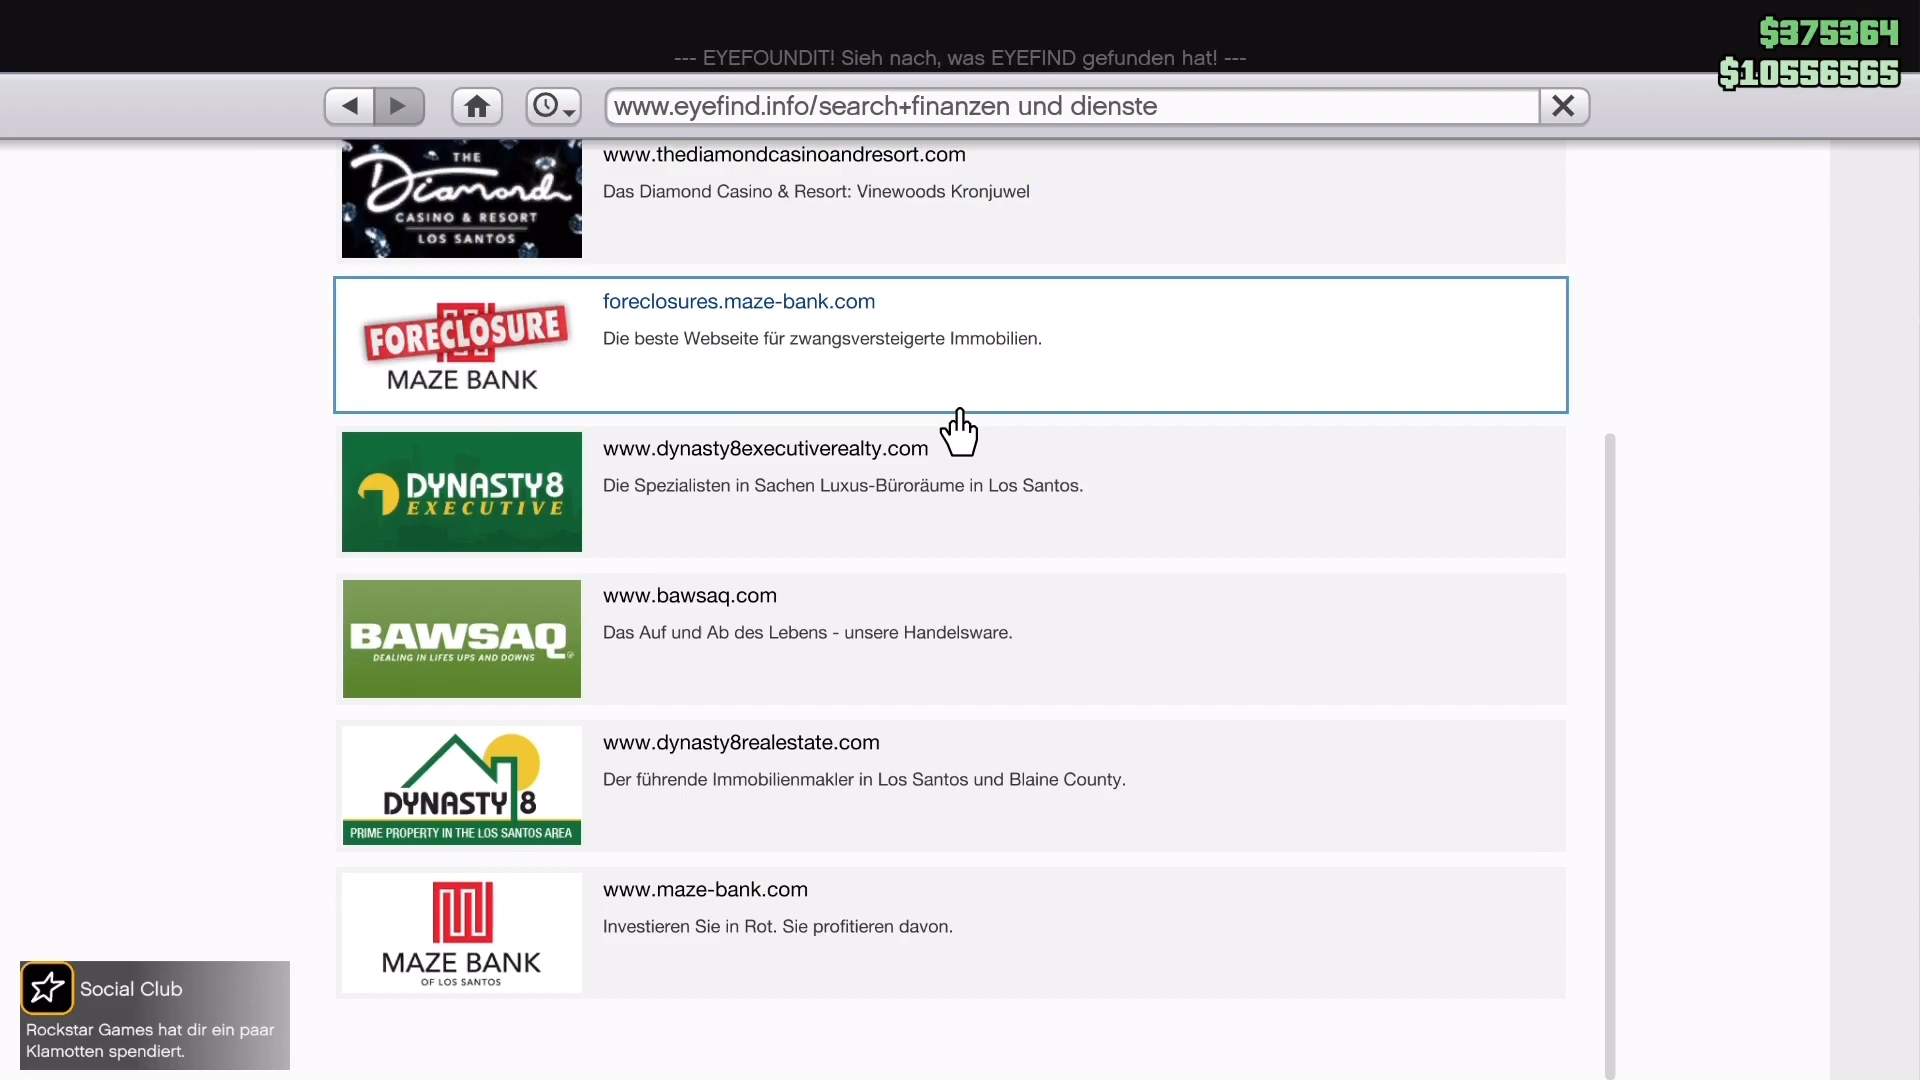 $375364
--- EYEFOUNDIT! Sieh nach, was EYEFIND gefunden hat! ---
$10556565
www.eyefind.info/search+finanzen und dienste
THE
Diamond
CASINO & RESORT
LOS SANTOS
www.thediamondcasinoandresort.com
Das Diamond Casino & Resort: Vinewoods Kronjuwel
FORECLOSURE
MAZE BANK
foreclosures.maze-bank.com
Die beste Webseite für zwangsversteigerte Immobilien.
DYNASTY8
EXECUTIVE
www.dynasty8executiverealty.com
Die Spezialisten in Sachen Luxus-Büroräume in Los Santos.
BAWSAQ
DEALING IN LIFES UPS AND DOWNS
www.bawsaq.com
Das Auf und Ab des Lebens - unsere Handelsware.
DYNASTY 8
PRIME PROPERTY IN THE LOS SANTOS AREA
www.dynasty8realestate.com
Der führende Immobilienmakler in Los Santos und Blaine County.
MAZE BANK
OF LOS SANTOS
www.maze-bank.com
Investieren Sie in Rot. Sie profitieren davon.
Social Club
Rockstar Games hat dir ein paar
Klamotten spendiert.